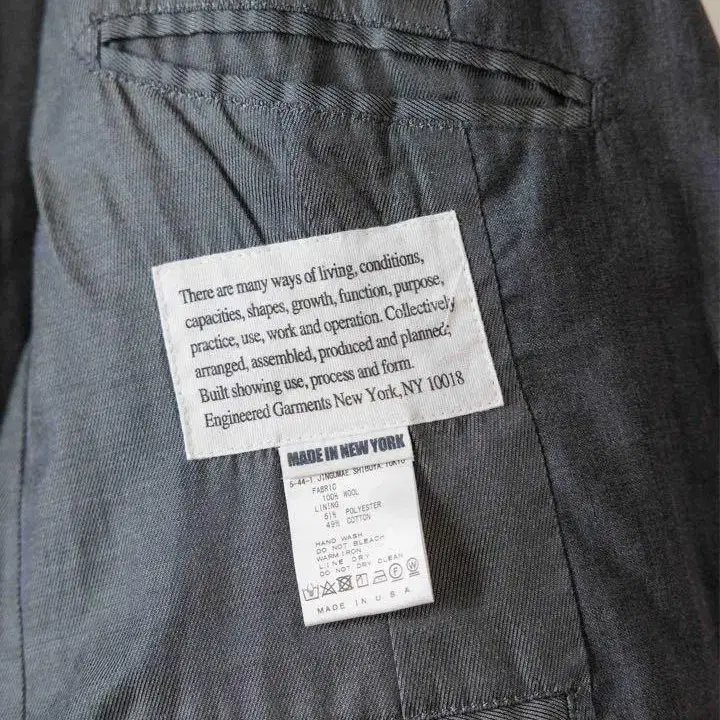 There are many ways of living, conditions,
capacities, shapes, growth, function, purpose,
practice, use, work and operation. Collectively
arranged, assembled, produced and planned;
Built showing use, process and form.
Engineered Garments New York, NY 10018
MADE IN NEW YORK
5-44-1, JINGUMAE, SHIBUYA, TOKYO
FABRIC
100% WOOL
LINING
51% POLYESTER
49% COTTON
HAND WASH
DO NOT BLEACH
WARM IRON
LINE DRY
DO NOT DRY CLEAN
F W
MADE IN U S A